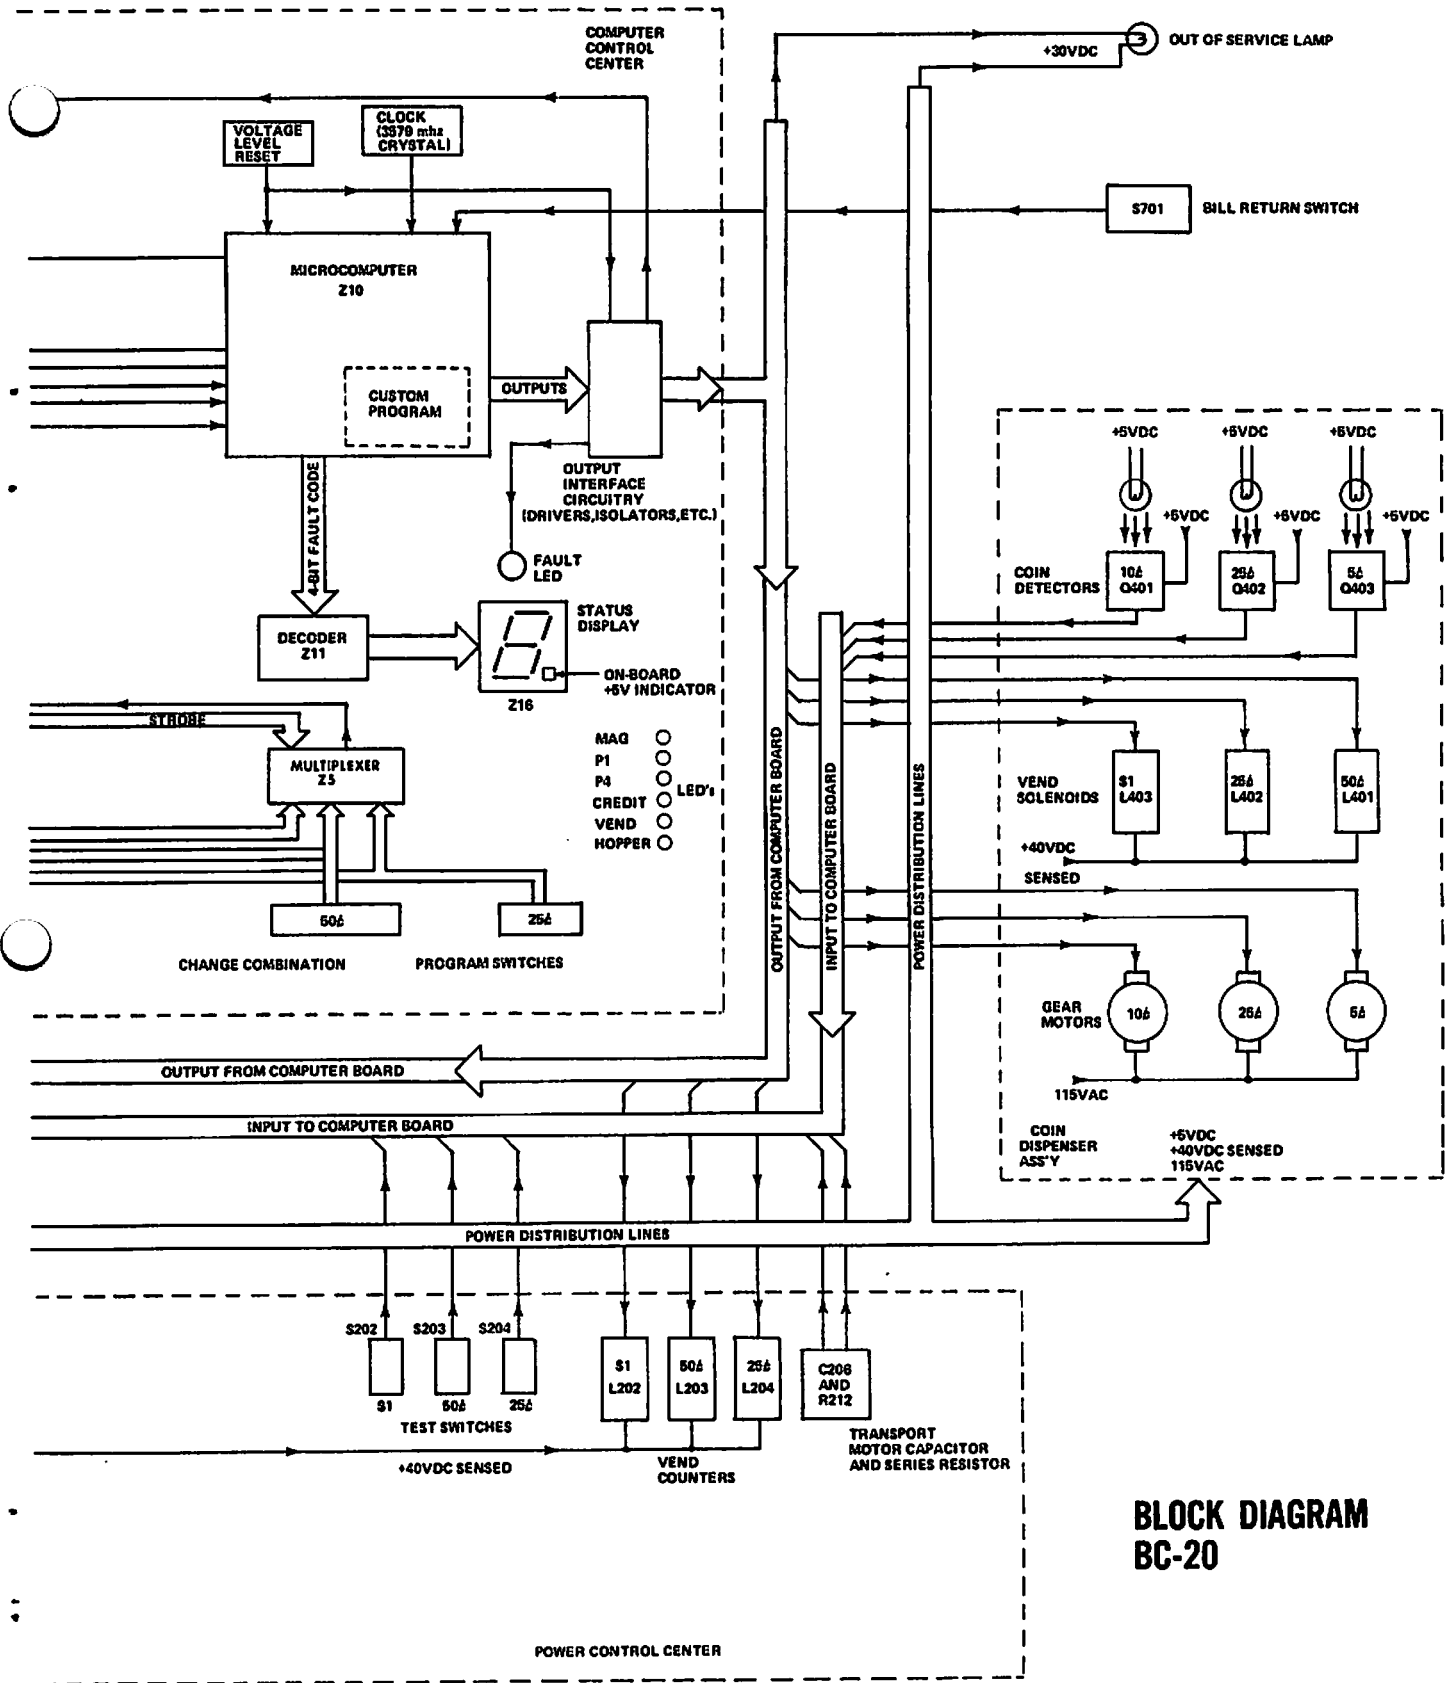 COMPUTER
CONTROL
CENTER
+30VDC
OUT OF SERVICE LAMP
VOLTAGE
LEVEL
RESET
CLOCK
(3579 mhz
CRYSTAL)
S701
BILL RETURN SWITCH
MICROCOMPUTER
Z10
CUSTOM
PROGRAM
OUTPUTS
OUTPUT
INTERFACE
CIRCUITRY
(DRIVERS,ISOLATORS,ETC.)
4-BIT FAULT CODE
FAULT
LED
DECODER
Z11
STATUS
DISPLAY
ON-BOARD
+5V INDICATOR
Z16
STROBE
MULTIPLEXER
Z5
MAG
P1
P4
CREDIT
VEND
HOPPER
LED's
50¢
25¢
CHANGE COMBINATION
PROGRAM SWITCHES
OUTPUT FROM COMPUTER BOARD
INPUT TO COMPUTER BOARD
POWER DISTRIBUTION LINES
+5VDC
+5VDC
+5VDC
+5VDC
+5VDC
+5VDC
COIN
DETECTORS
10¢
Q401
25¢
Q402
5¢
Q403
VEND
SOLENOIDS
$1
L403
25¢
L402
50¢
L401
+40VDC
SENSED
GEAR
MOTORS
10¢
25¢
5¢
115VAC
COIN
DISPENSER
ASS'Y
+5VDC
+40VDC SENSED
115VAC
OUTPUT FROM COMPUTER BOARD
INPUT TO COMPUTER BOARD
POWER DISTRIBUTION LINES
S202
S203
S204
$1
50¢
25¢
TEST SWITCHES
$1
L202
50¢
L203
25¢
L204
C206
AND
R212
+40VDC SENSED
VEND
COUNTERS
TRANSPORT
MOTOR CAPACITOR
AND SERIES RESISTOR
BLOCK DIAGRAM
BC-20
POWER CONTROL CENTER